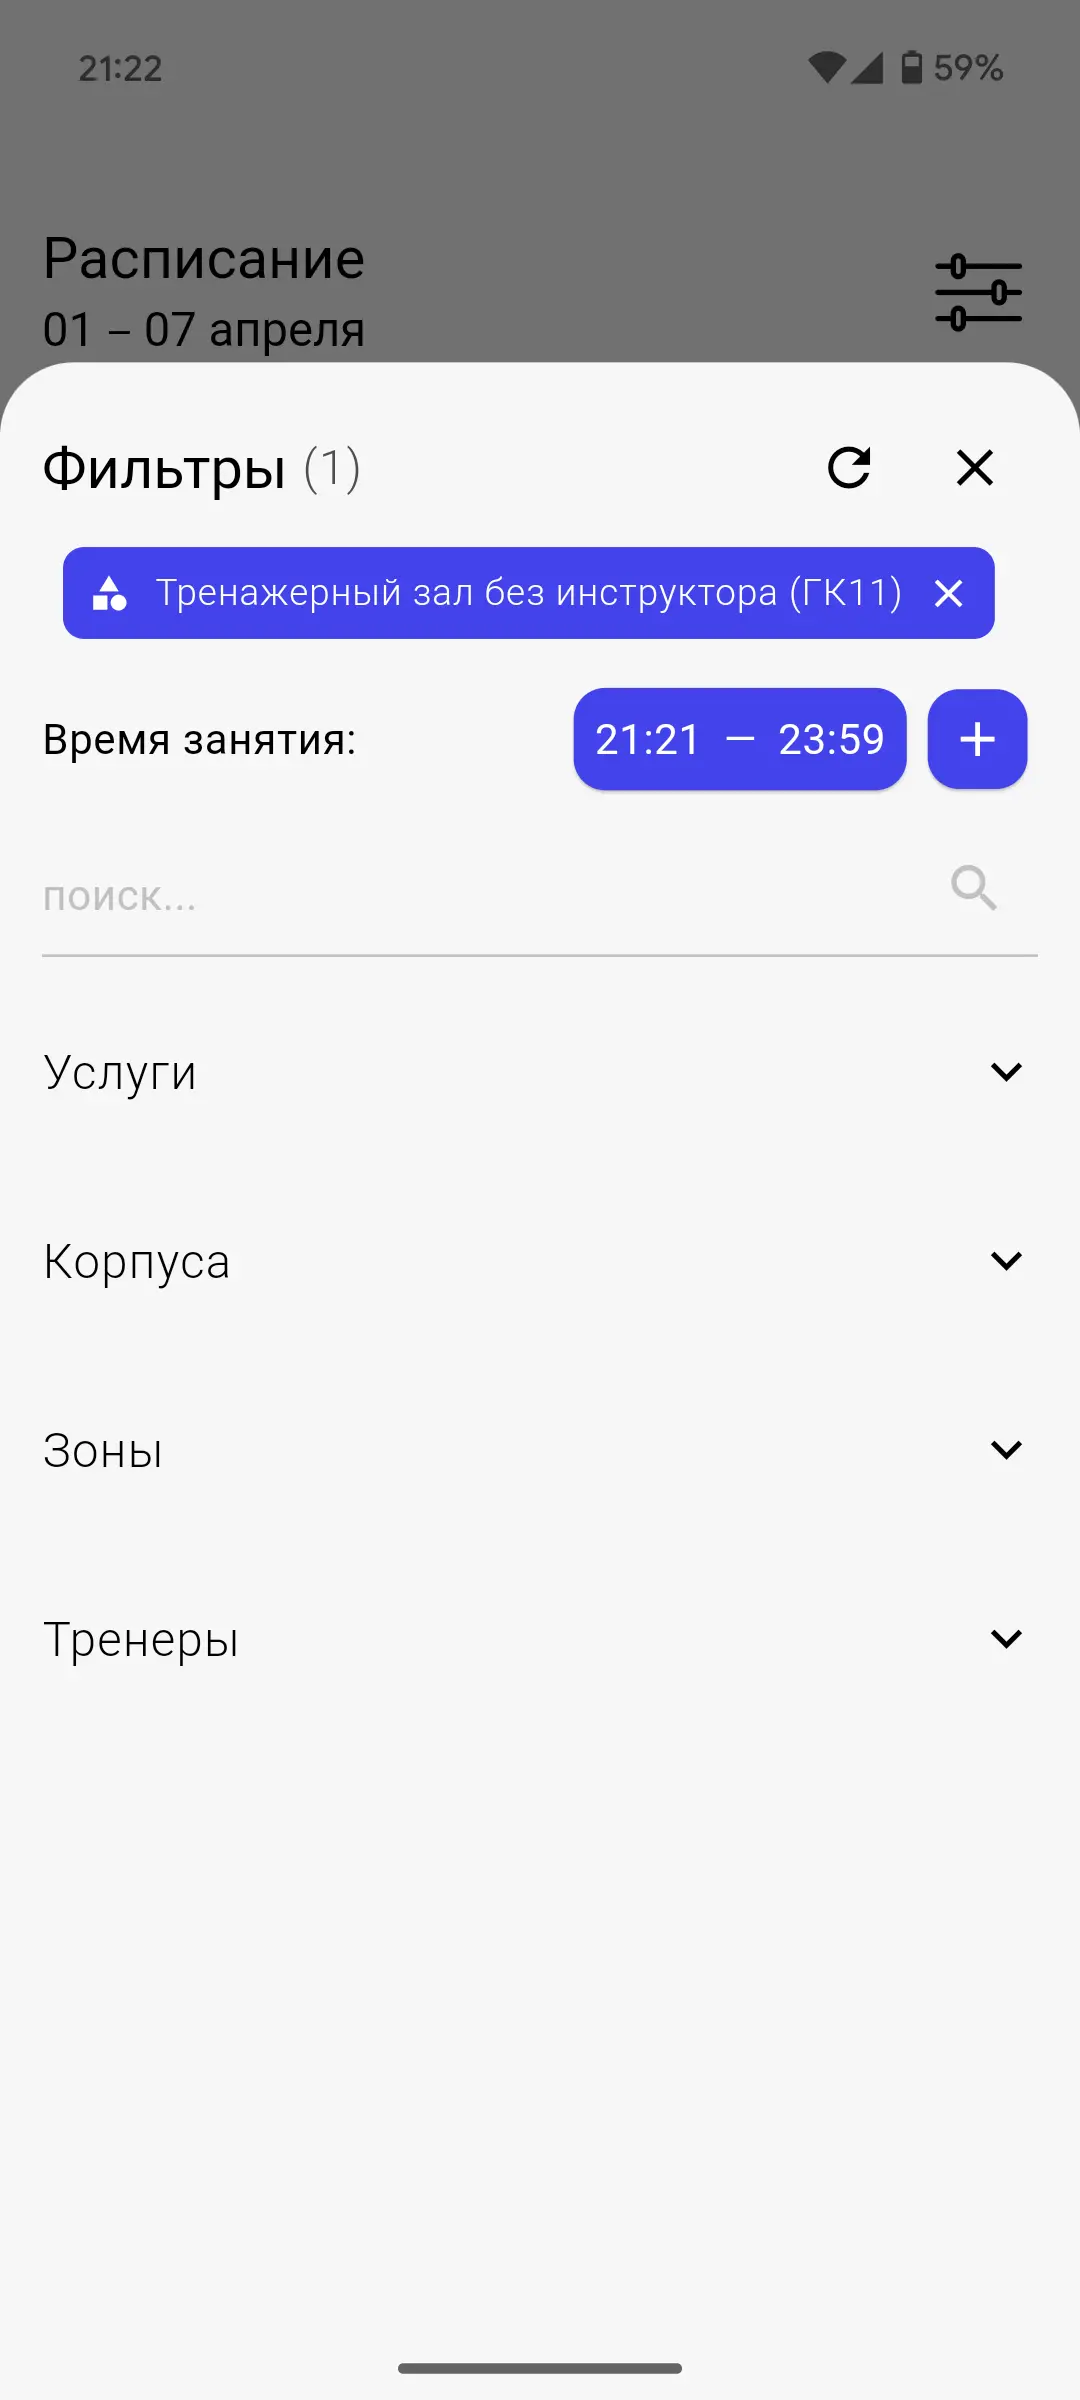 21:22
59%
Расписание
01 – 07 апреля
Фильтры (1)
Тренажерный зал без инструктора (ГК11)
Время занятия:
21:21 — 23:59
поиск...
Услуги
Корпуса
Зоны
Тренеры